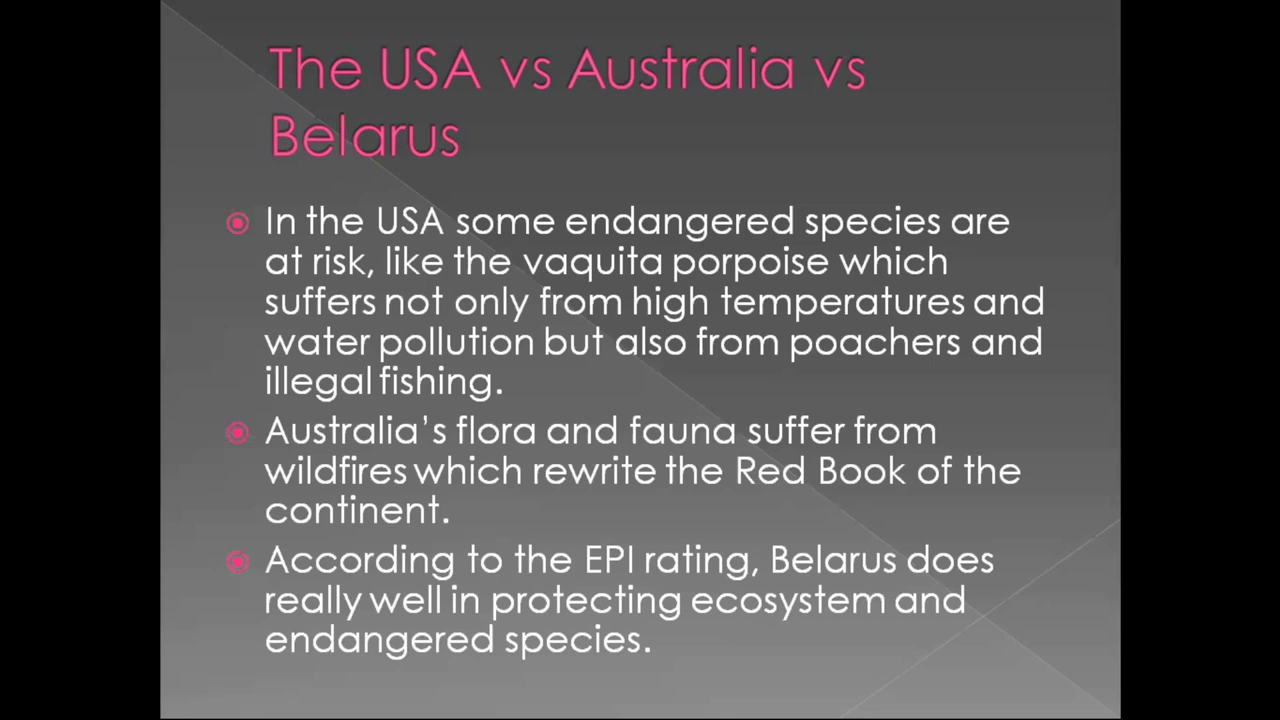 The USA vs Australia vs
Belarus
In the USA some endangered species are
at risk, like the vaquita porpoise which
suffers not only from high temperatures and
water pollution but also from poachers and
illegal fishing.
Australia's flora and fauna suffer from
wildfires which rewrite the Red Book of the
continent.
According to the EPI rating, Belarus does
really well in protecting ecosystem and
endangered species.